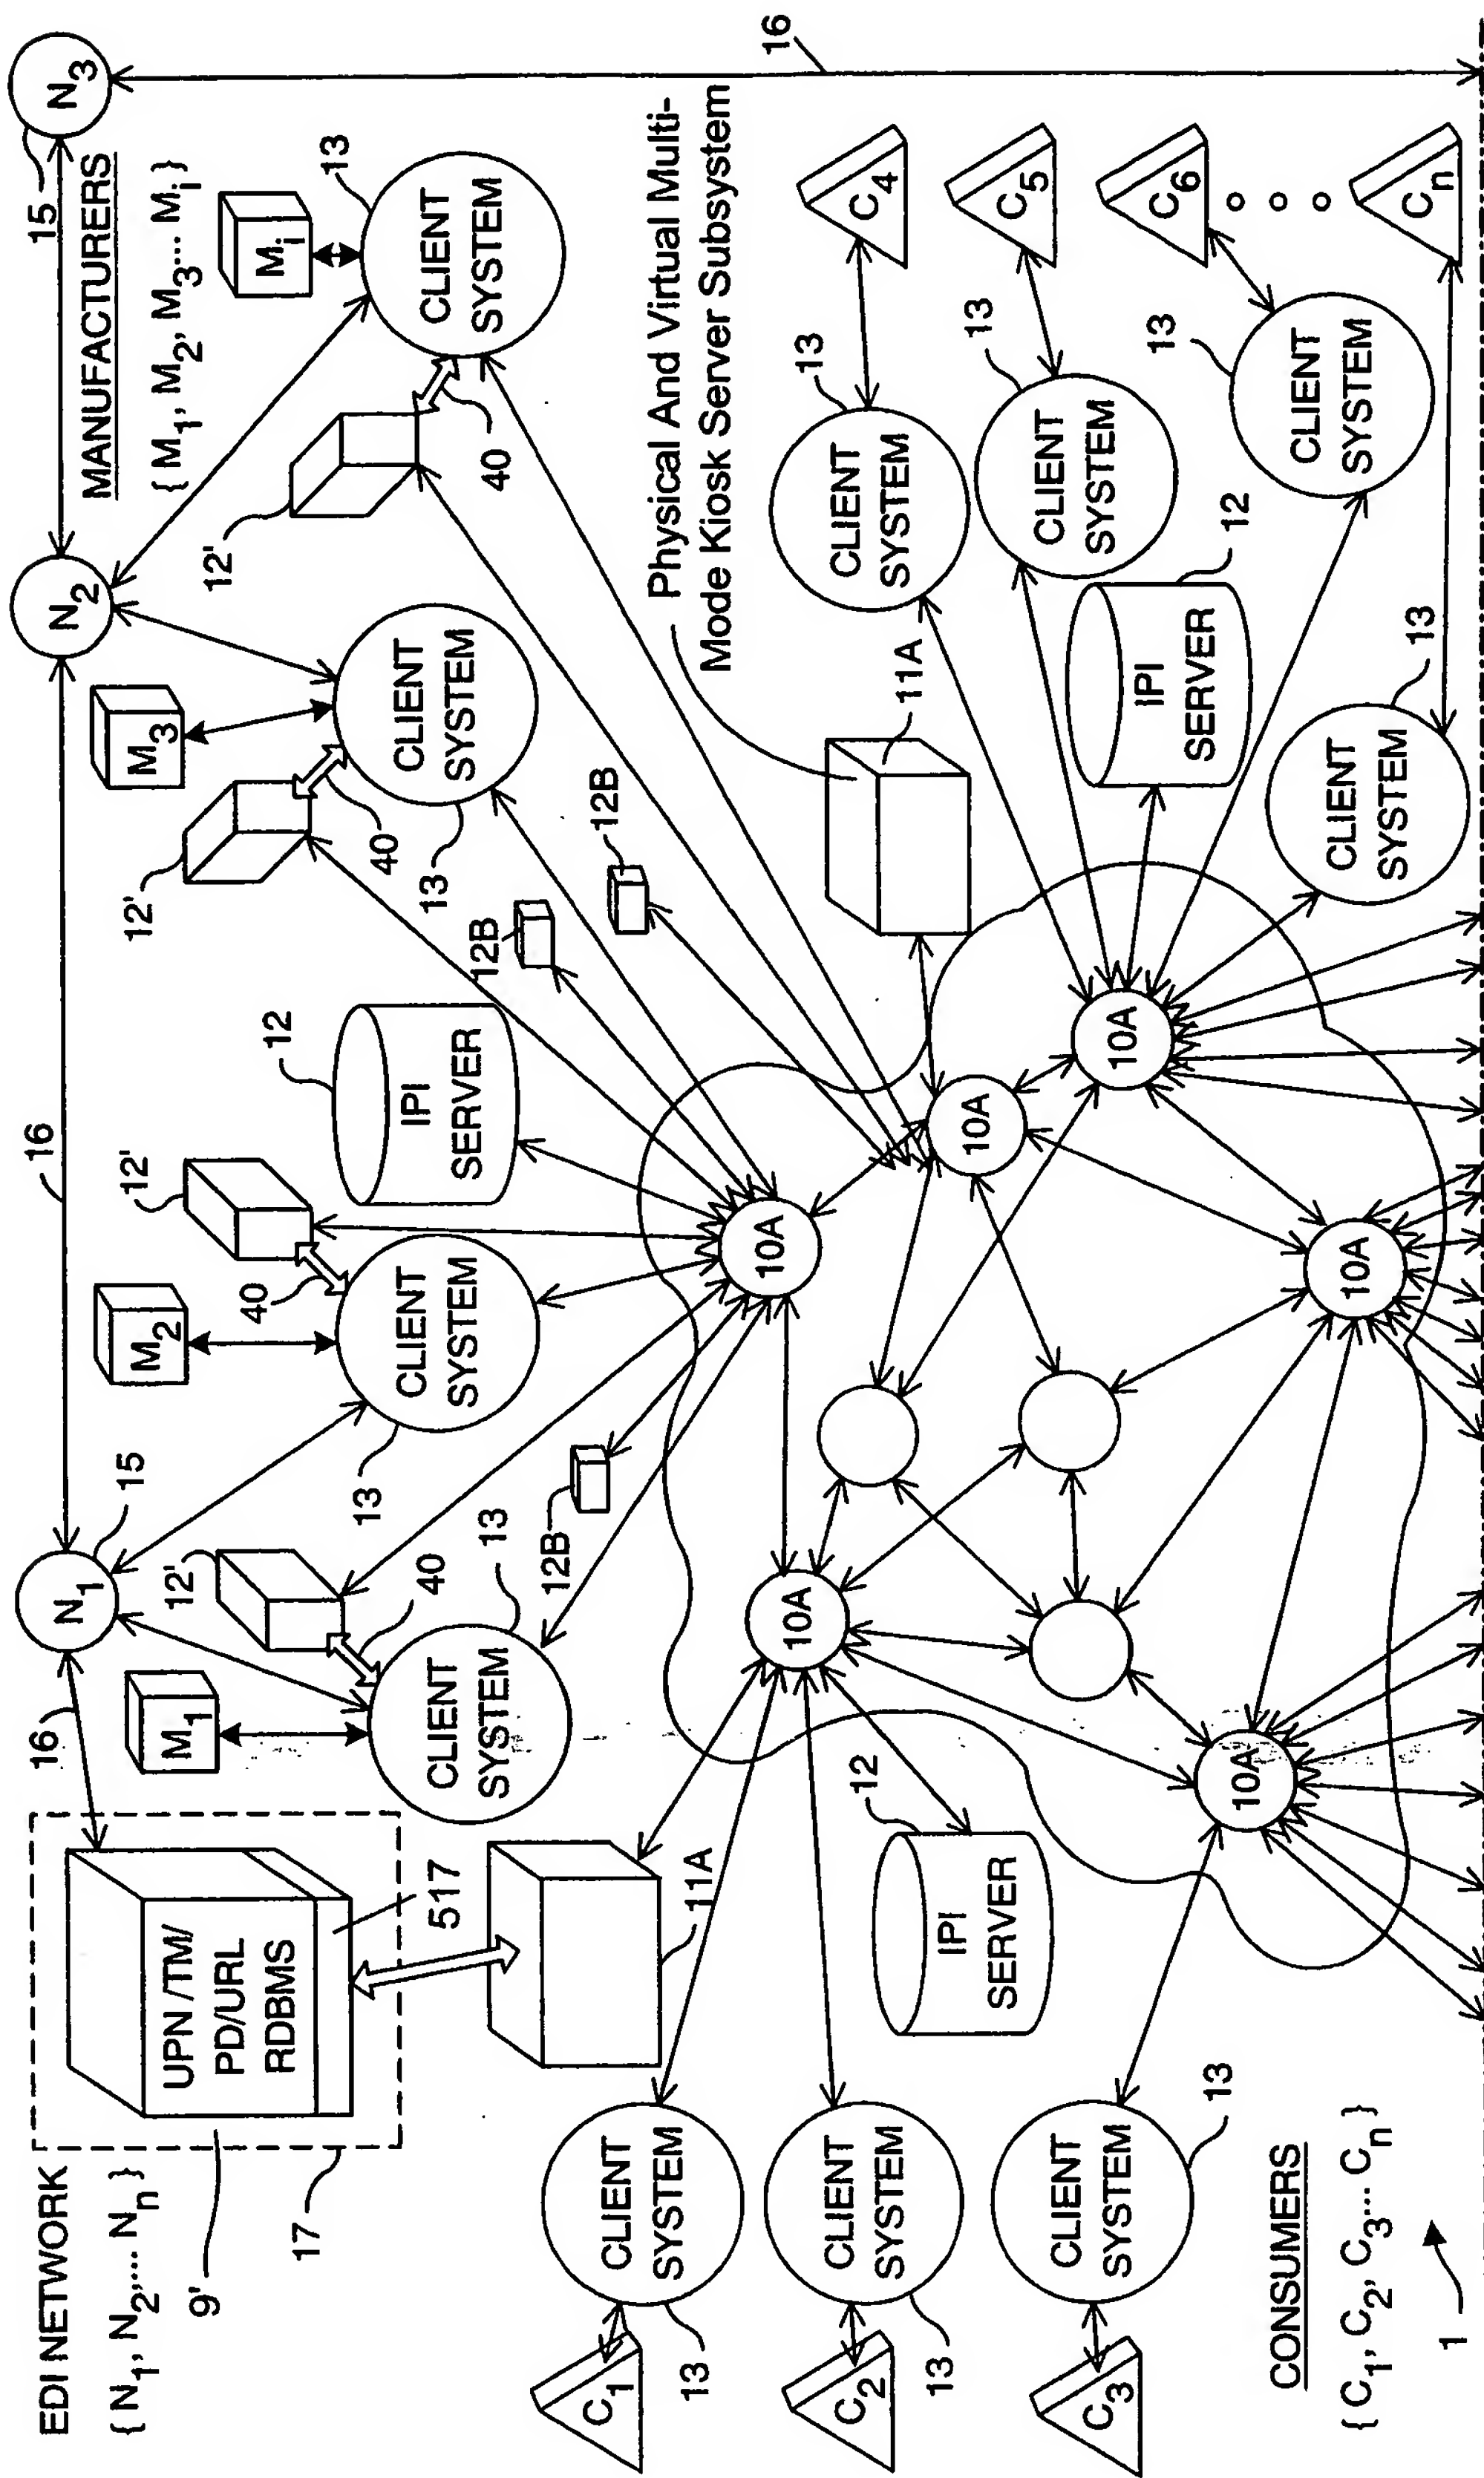 EDI NETWORK
{ N1, N2,... Nn }
9'
17
UPN /TM/
PD/URL
RDBMS
517
16
N1
15
16
N2
15
N3
16
MANUFACTURERS
{ M1, M2, M3... Mi }
M1
12'
40
CLIENT
SYSTEM
13
M2
12'
40
CLIENT
SYSTEM
13
12
IPI
SERVER
M3
12'
40
CLIENT
SYSTEM
13
Mi
12'
40
CLIENT
SYSTEM
13
12B
12B
12B
Physical And Virtual Multi-
Mode Kiosk Server Subsystem
11A
11A
10A
10A
10A
10A
10A
10A
12
IPI
SERVER
12
IPI
SERVER
C1
CLIENT
SYSTEM
13
C2
CLIENT
SYSTEM
13
C3
CLIENT
SYSTEM
13
C4
CLIENT
SYSTEM
13
C5
CLIENT
SYSTEM
13
C6
CLIENT
SYSTEM
13
Cn
CLIENT
SYSTEM
13
CONSUMERS
{ C1, C2, C3... Cn }
1